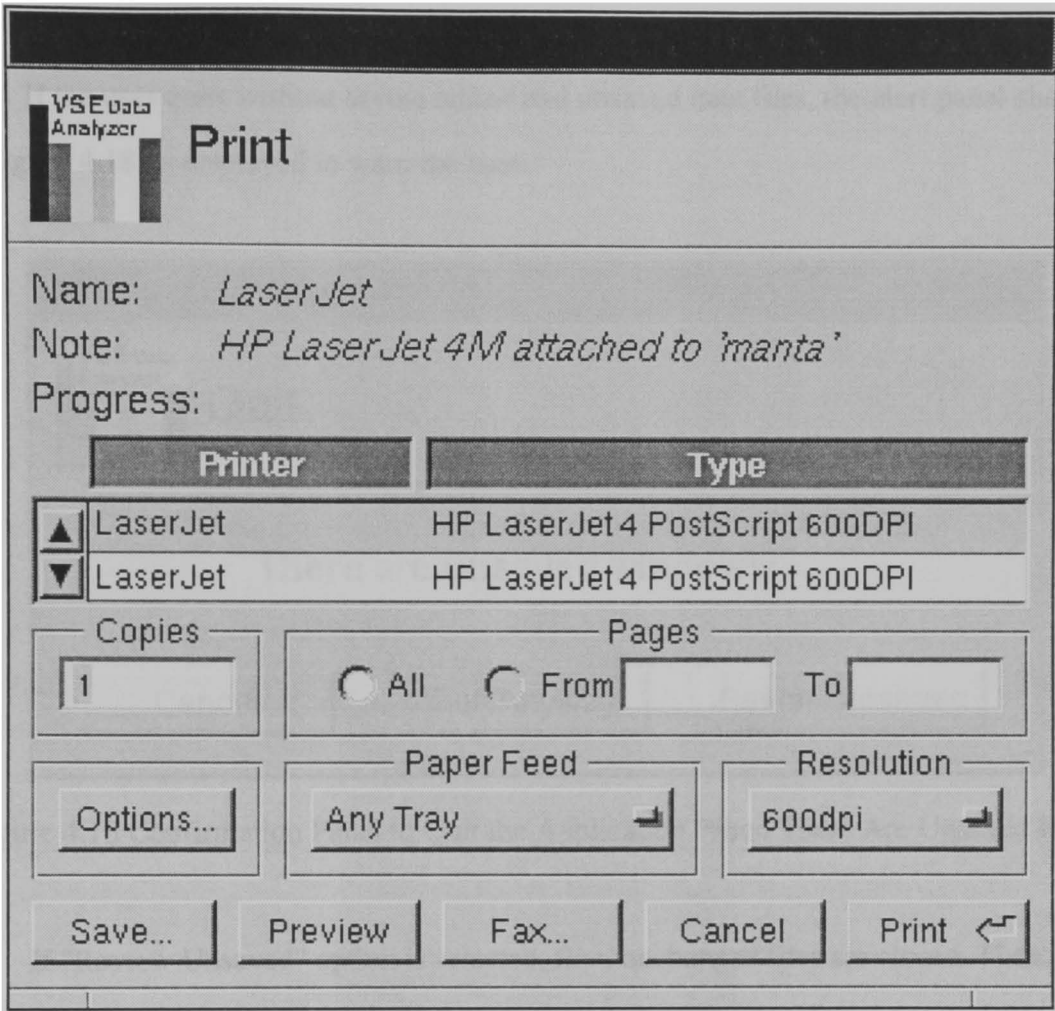 VSE Data
Analyzer
Print
Name: LaserJet
Note: HP LaserJet 4M attached to 'manta'
Progress:
Printer Type
LaserJet HP LaserJet 4 PostScript 600DPI
LaserJet HP LaserJet 4 PostScript 600DPI
Copies Pages
1 All From To
Paper Feed Resolution
Options... Any Tray 600dpi
Save... Preview Fax... Cancel Print